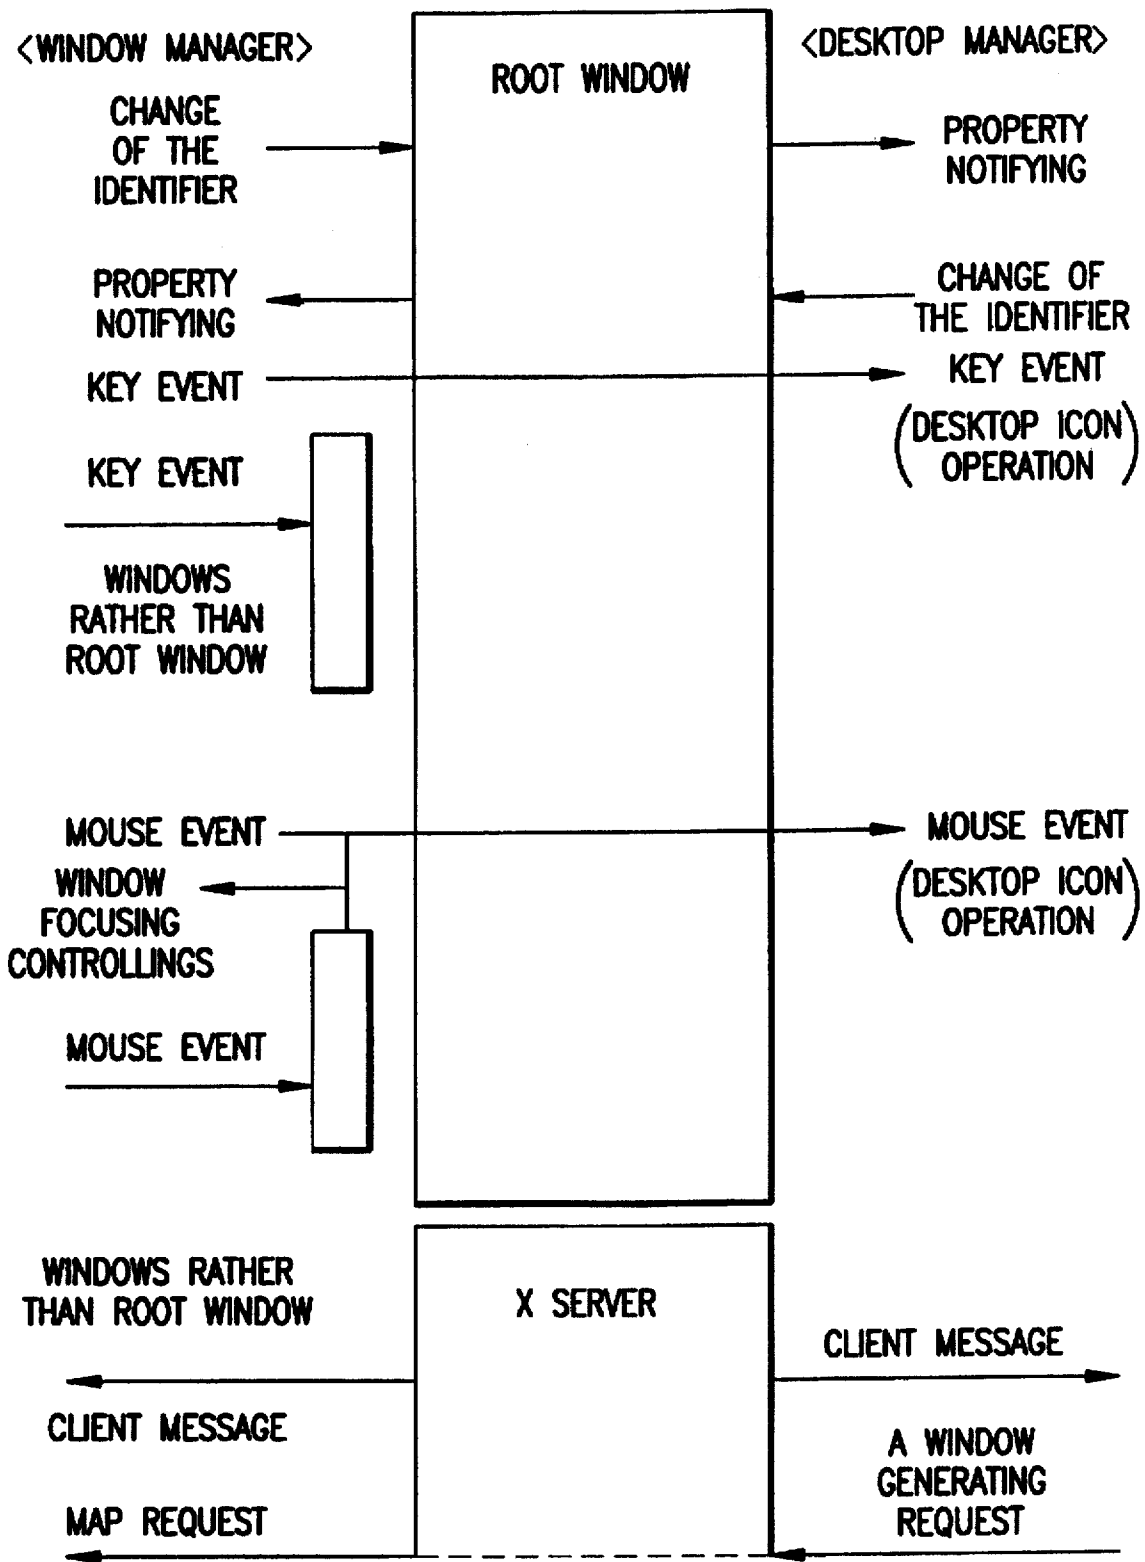 <WINDOW MANAGER>
ROOT WINDOW
<DESKTOP MANAGER>
CHANGE
OF THE
IDENTIFIER
PROPERTY
NOTIFYING
PROPERTY
NOTIFYING
CHANGE OF
THE IDENTIFIER
KEY EVENT
KEY EVENT
(DESKTOP ICON
OPERATION)
KEY EVENT
WINDOWS
RATHER THAN
ROOT WINDOW
MOUSE EVENT
MOUSE EVENT
(DESKTOP ICON
OPERATION)
WINDOW
FOCUSING
CONTROLLINGS
MOUSE EVENT
WINDOWS RATHER
THAN ROOT WINDOW
X SERVER
CLIENT MESSAGE
CLIENT MESSAGE
A WINDOW
GENERATING
REQUEST
MAP REQUEST